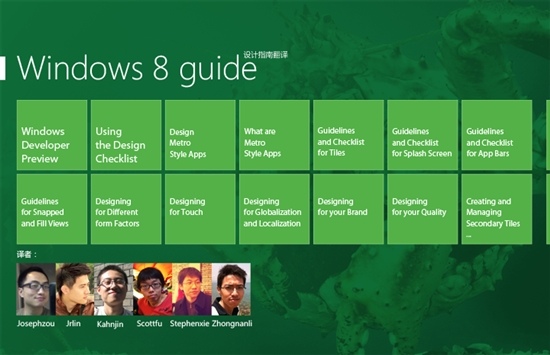 设计指南翻译
Windows 8 guide
Windows
Developer
Preview
Using
the Design
Checklist
Design
Metro
Style Apps
What are
Metro
Style Apps
Guidelines
and Checklist
for Tiles
Guidelines
and Checklist
for Splash Screen
Guidelines
and Checklist
for App Bars
Guidelines
for Snapped
and Fill Views
Designing
for Different
form Factors
Designing
for Touch
Designing
for Globalization
and Localization
Designing
for your Brand
Designing
for your Quality
Creating and
Managing
Secondary Tiles
...
译者：
Josephzou Jrlin Kahnjin Scottfu Stephenxie Zhongnanli